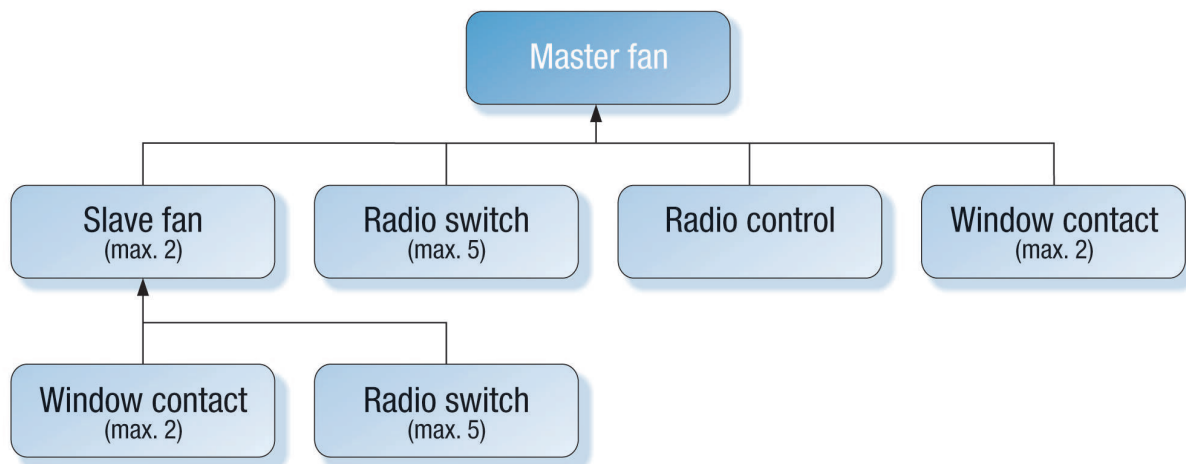 Master fan
Slave fan
(max. 2)
Radio switch
(max. 5)
Radio control
Window contact
(max. 2)
Window contact
(max. 2)
Radio switch
(max. 5)